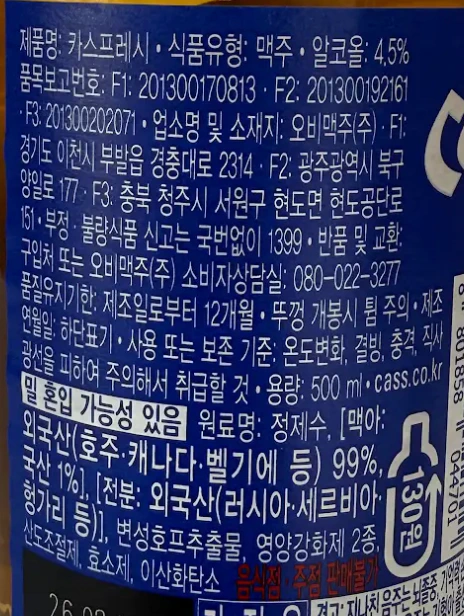 제품명: 카스프레시 • 식품유형: 맥주 • 알코올: 4.5%
품목보고번호: F1: 201300170813 · F2: 201300192161
· F3: 201300202071 • 업소명 및 소재지: 오비맥주(주) · F1:
경기도 이천시 부발읍 경충대로 2314 · F2: 광주광역시 북구
양일로 177 · F3: 충북 청주시 서원구 현도면 현도공단로
151 • 부정 · 불량식품 신고는 국번없이 1399 • 반품 및 교환:
구입처 또는 오비맥주(주) 소비자상담실: 080-022-3277
품질유지기한: 제조일로부터 12개월 • 뚜껑 개봉시 튐 주의 • 제조
연월일: 하단표기 • 사용 또는 보존 기준: 온도변화, 결빙, 충격, 직사
광선을 피하여 주의해서 취급할 것 • 용량: 500 ml • cass.co.kr
밀 혼입 가능성 있음 원료명: 정제수, [맥아:
외국산(호주·캐나다·벨기에 등) 99%,
국산 1%], [전분: 외국산(러시아·세르비아·
헝가리 등)], 변성호프추출물, 영양강화제 2종,
산도조절제, 효소제, 이산화탄소
음식점·주점 판매불가
130원
8 801858 044701